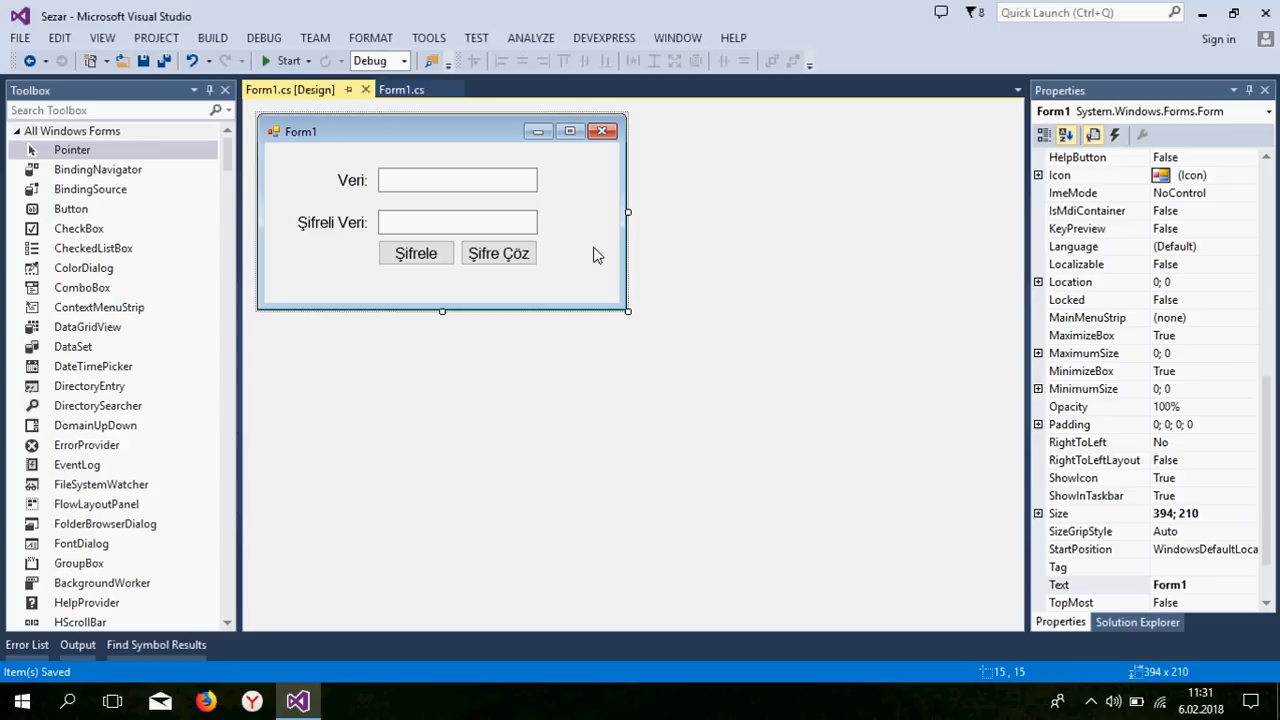 Sezar - Microsoft Visual Studio
8
Quick Launch (Ctrl+Q)
FILE EDIT VIEW PROJECT BUILD DEBUG TEAM FORMAT TOOLS TEST ANALYZE DEVEXPRESS WINDOW HELP
Sign in
Start
Debug
Toolbox
Form1.cs [Design]
Form1.cs
Properties
Search Toolbox
Form1 System.Windows.Forms.Form
All Windows Forms
Pointer
BindingNavigator
BindingSource
Button
CheckBox
CheckedListBox
ColorDialog
ComboBox
ContextMenuStrip
DataGridView
DataSet
DateTimePicker
DirectoryEntry
DirectorySearcher
DomainUpDown
ErrorProvider
EventLog
FileSystemWatcher
FlowLayoutPanel
FolderBrowserDialog
FontDialog
GroupBox
BackgroundWorker
HelpProvider
HScrollBar
Form1
Veri:
Şifreli Veri:
Şifrele
Şifre Çöz
HelpButton False
Icon (Icon)
ImeMode NoControl
IsMdiContainer False
KeyPreview False
Language (Default)
Localizable False
Location 0; 0
Locked False
MainMenuStrip (none)
MaximizeBox True
MaximumSize 0; 0
MinimizeBox True
MinimumSize 0; 0
Opacity 100%
Padding 0; 0; 0; 0
RightToLeft No
RightToLeftLayout False
ShowIcon True
ShowInTaskbar True
Size 394; 210
SizeGripStyle Auto
StartPosition WindowsDefaultLoca
Tag
Text Form1
TopMost False
Properties Solution Explorer
Error List Output Find Symbol Results
Item(s) Saved
15 , 15
394 x 210
11:31
6.02.2018